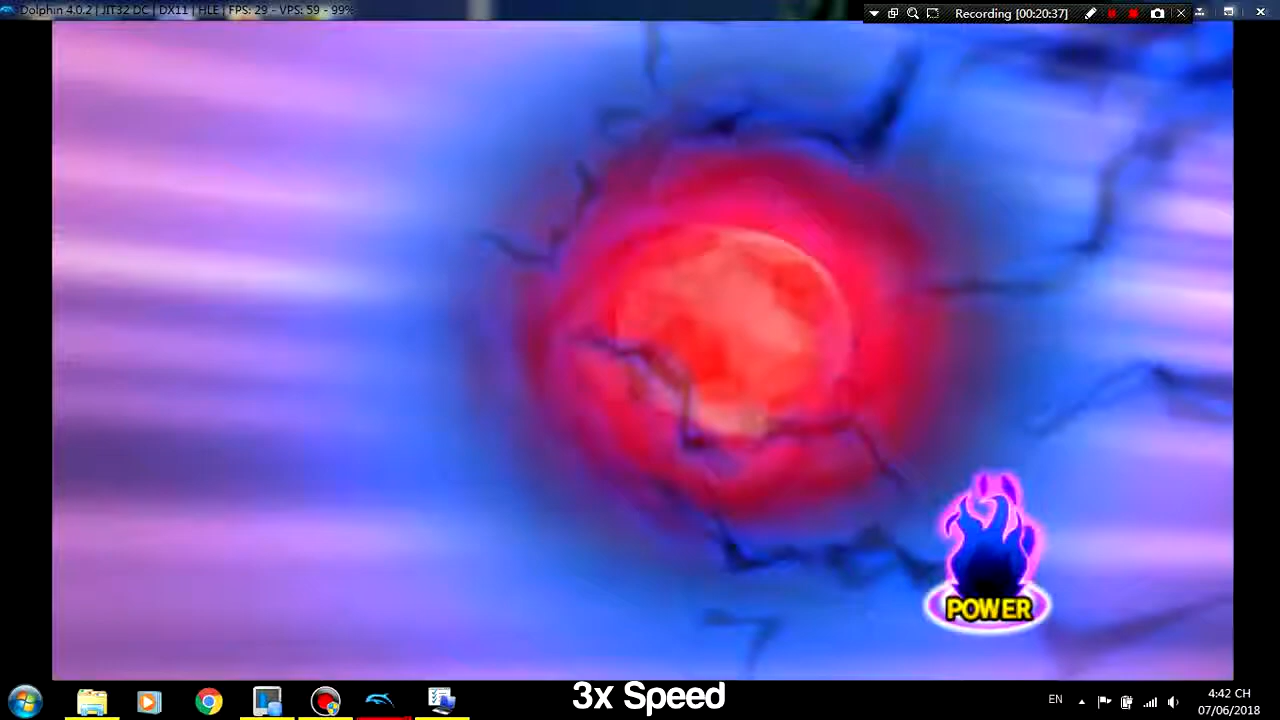 Dolphin 4.0.2 | JIT32 DC | DX11 | HLE | FPS: 29 - VPS: 59 - 99%
Recording [00:20:37]
POWER
3x Speed
EN
4:42 CH
07/06/2018